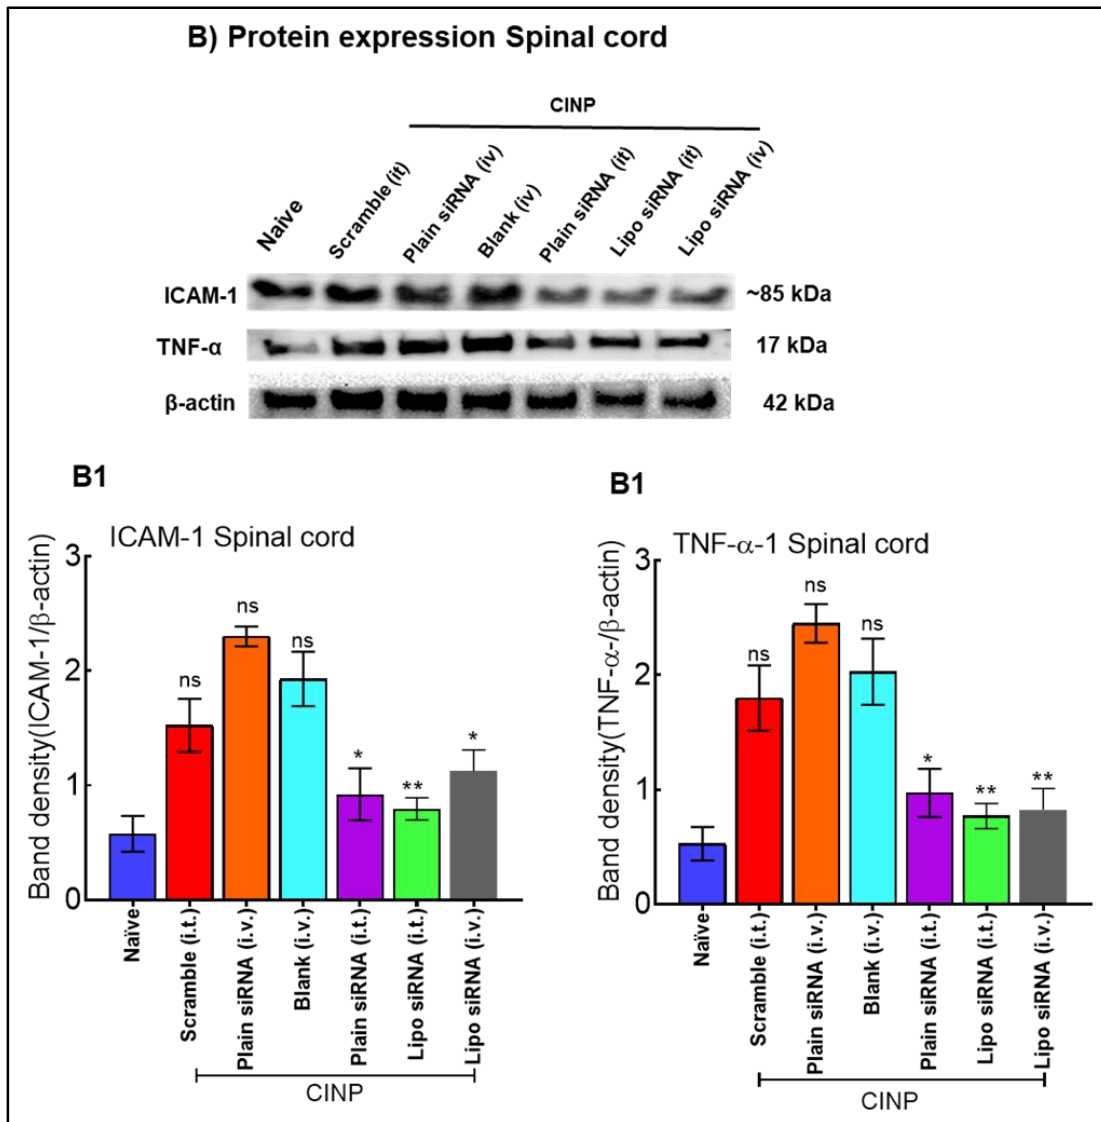 B) Protein expression Spinal cord
CINP
Naive
Scramble (it)
Plain siRNA (iv)
Blank (iv)
Plain siRNA (it)
Lipo siRNA (it)
Lipo siRNA (iv)
ICAM-1
~85 kDa
TNF-α
17 kDa
β-actin
42 kDa
B1
ICAM-1 Spinal cord
Band density(ICAM-1/β-actin)
3
2
1
0
ns
ns
ns
*
**
*
Naïve
Scramble (i.t.)
Plain siRNA (i.v.)
Blank (i.v.)
Plain siRNA (i.t.)
Lipo siRNA (i.t.)
Lipo siRNA (i.v.)
CINP
B1
TNF-α-1 Spinal cord
Band density(TNF-α-/β-actin)
3
2
1
0
ns
ns
ns
*
**
**
Naïve
Scramble (i.t.)
Plain siRNA (i.v.)
Blank (i.v.)
Plain siRNA (i.t.)
Lipo siRNA (i.t.)
Lipo siRNA (i.v.)
CINP